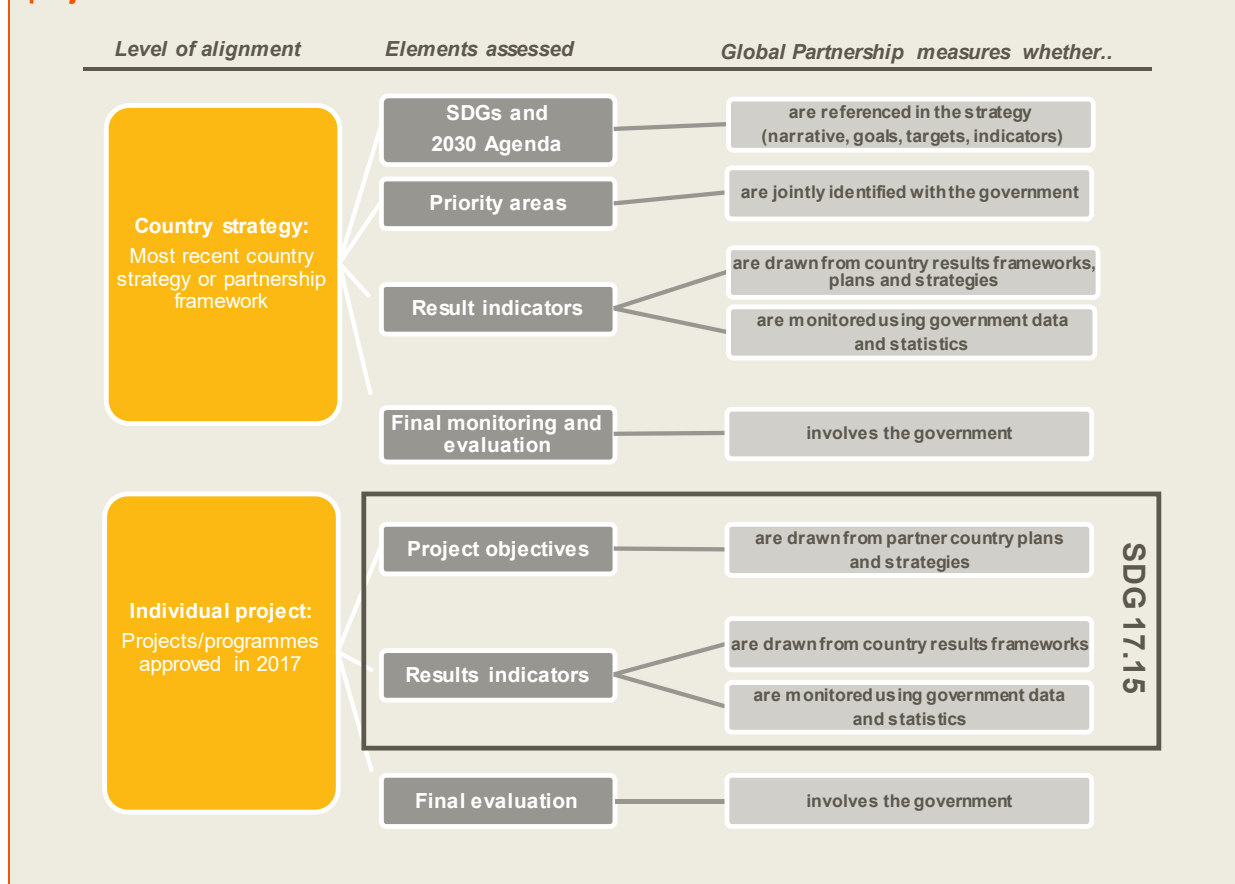 Level of alignment
Elements assessed
Global Partnership measures whether..
Country strategy:
Most recent country
strategy or partnership
framework
SDGs and
2030 Agenda
are referenced in the strategy
(narrative, goals, targets, indicators)
Priority areas
are jointly identified with the government
Result indicators
are drawn from country results frameworks,
plans and strategies
are monitored using government data
and statistics
Final monitoring and
evaluation
involves the government
Individual project:
Projects/programmes
approved in 2017
Project objectives
are drawn from partner country plans
and strategies
Results indicators
are drawn from country results frameworks
are monitored using government data
and statistics
SDG 17.15
Final evaluation
involves the government